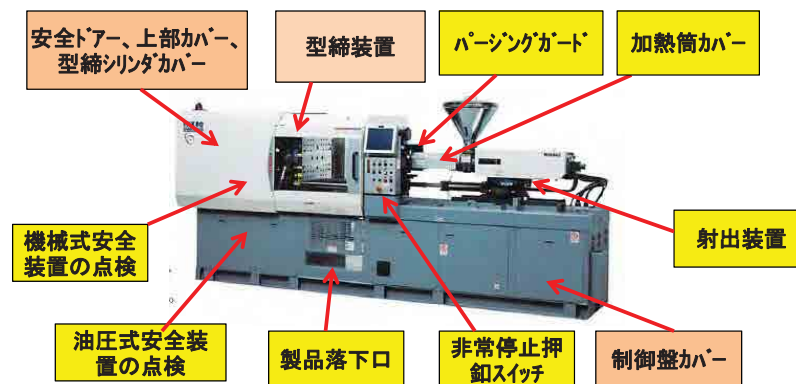 安全ドアー、上部ｶﾊﾞｰ、
型締ｼﾘﾝﾀﾞｶﾊﾞｰ
型締装置
ﾊﾟｰｼﾞﾝｸﾞｶﾞｰﾄﾞ
加熱筒ｶﾊﾞｰ
機械式安全
装置の点検
射出装置
油圧式安全装
置の点検
製品落下口
非常停止押
釦ｽｲｯﾁ
制御盤ｶﾊﾞｰ